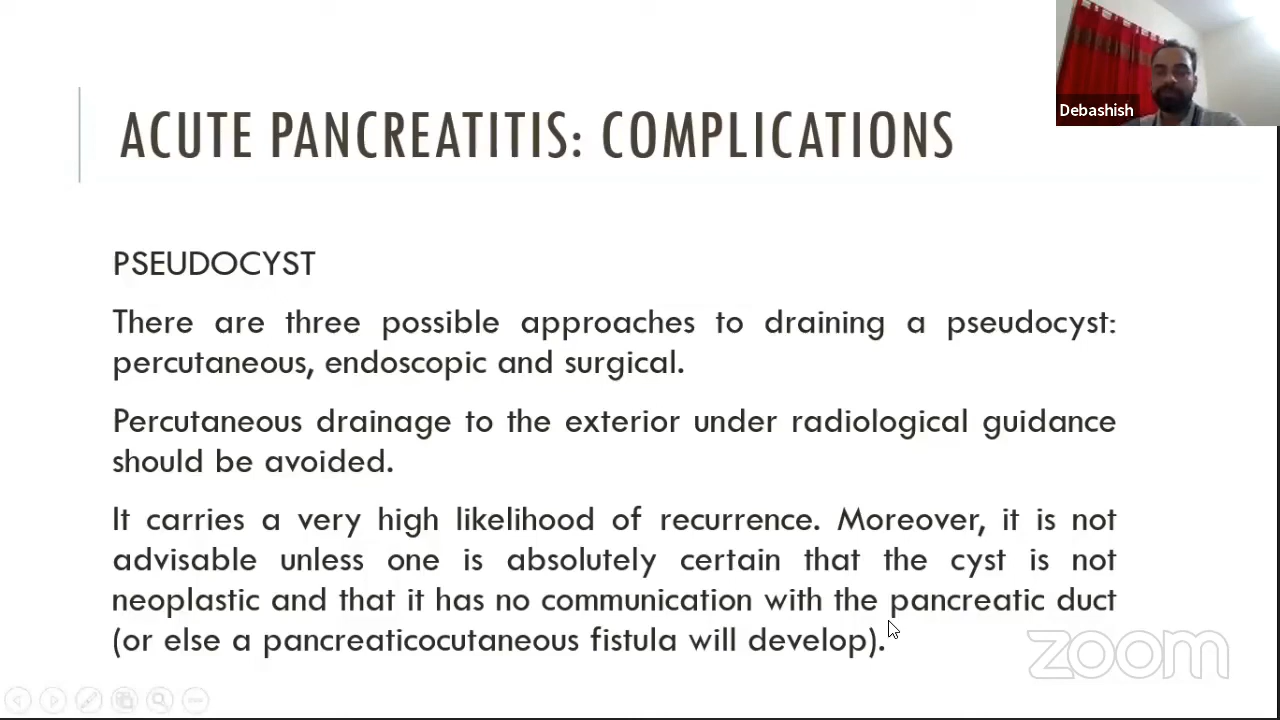 Debashish
ACUTE PANCREATITIS: COMPLICATIONS
PSEUDOCYST
There are three possible approaches to draining a pseudocyst:
percutaneous, endoscopic and surgical.
Percutaneous drainage to the exterior under radiological guidance
should be avoided.
It carries a very high likelihood of recurrence. Moreover, it is not
advisable unless one is absolutely certain that the cyst is not
neoplastic and that it has no communication with the pancreatic duct
(or else a pancreaticocutaneous fistula will develop).
zoom